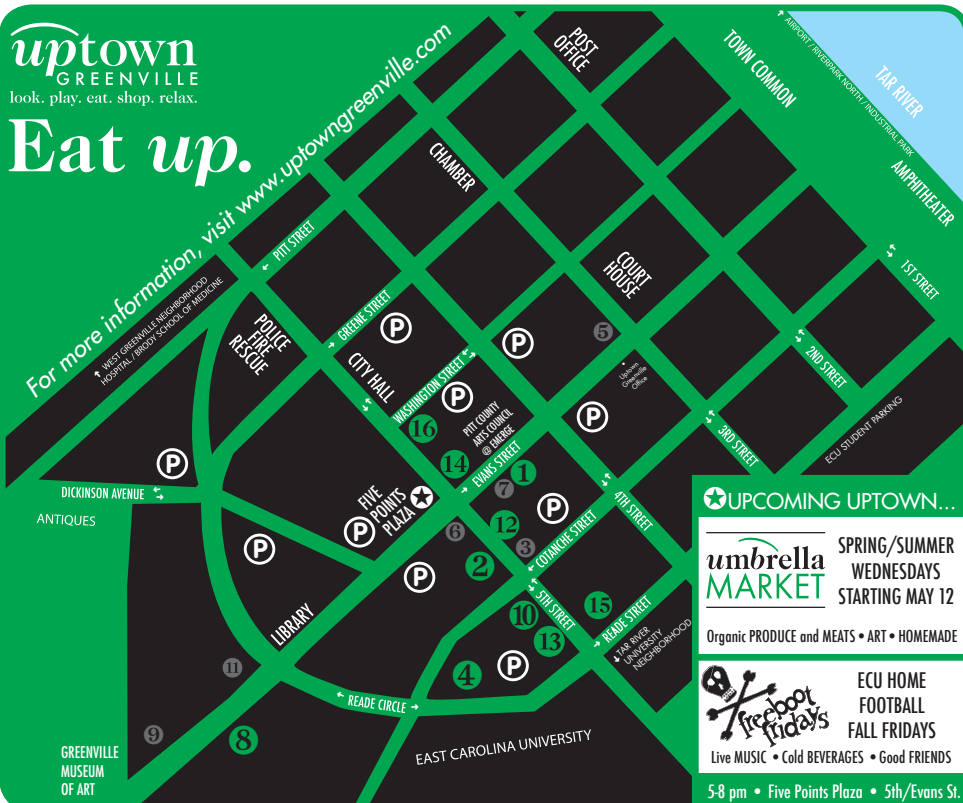 uptown
GREENVILLE
look. play. eat. shop. relax.
Eat up.
For more information, visit www.uptowngreenville.com
POST
OFFICE
TOWN COMMON
TAR RIVER
AIRPORT / RIVERPARK NORTH / INDUSTRIAL PARK
AMPHITHEATER
CHAMBER
PITT STREET
WEST GREENVILLE NEIGHBORHOOD
HOSPITAL / BRODY SCHOOL OF MEDICINE
COURT
HOUSE
1ST STREET
GREENE STREET
POLICE
FIRE
RESCUE
P
P
5
CITY HALL
WASHINGTON STREET
Uptown
Greenville
Office
2ND STREET
P
P
16
PITT COUNTY
ARTS COUNCIL
@ EMERGE
3RD STREET
ECU STUDENT PARKING
P
14
EVANS STREET
1
DICKINSON AVENUE
FIVE
POINTS
PLAZA
7
4TH STREET
ANTIQUES
P
P
12
COTANCHE STREET
6
3
P
P
2
5TH STREET
15
READE STREET
10
13
LIBRARY
TAR RIVER
UNIVERSITY
NEIGHBORHOOD
11
4
P
READE CIRCLE
9
8
EAST CAROLINA UNIVERSITY
GREENVILLE
MUSEUM
OF ART
UPCOMING UPTOWN...
umbrella
MARKET
SPRING/SUMMER
WEDNESDAYS
STARTING MAY 12
Organic PRODUCE and MEATS • ART • HOMEMADE
freeboot
fridays
ECU HOME
FOOTBALL
FALL FRIDAYS
Live MUSIC • Cold BEVERAGES • Good FRIENDS
5-8 pm • Five Points Plaza • 5th/Evans St.